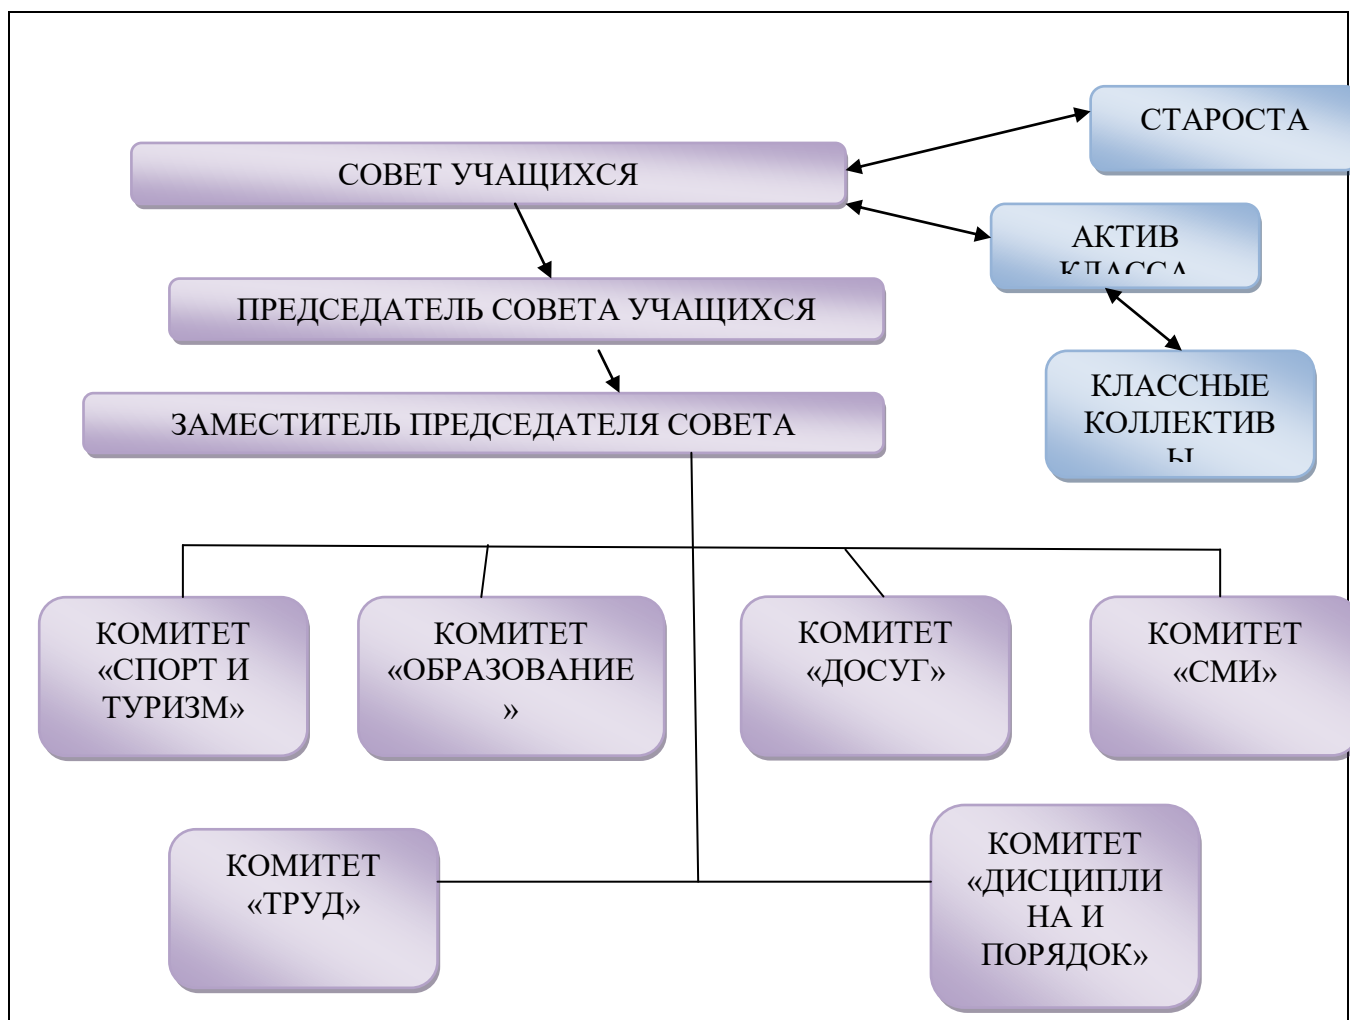 СТАРОСТА
СОВЕТ УЧАЩИХСЯ
АКТИВ
КЛАССА
ПРЕДСЕДАТЕЛЬ СОВЕТА УЧАЩИХСЯ
КЛАССНЫЕ
КОЛЛЕКТИВ
Ы
ЗАМЕСТИТЕЛЬ ПРЕДСЕДАТЕЛЯ СОВЕТА
КОМИТЕТ
«СПОРТ И
ТУРИЗМ»
КОМИТЕТ
«ОБРАЗОВАНИЕ
»
КОМИТЕТ
«ДОСУГ»
КОМИТЕТ
«СМИ»
КОМИТЕТ
«ТРУД»
КОМИТЕТ
«ДИСЦИПЛИ
НА И
ПОРЯДОК»